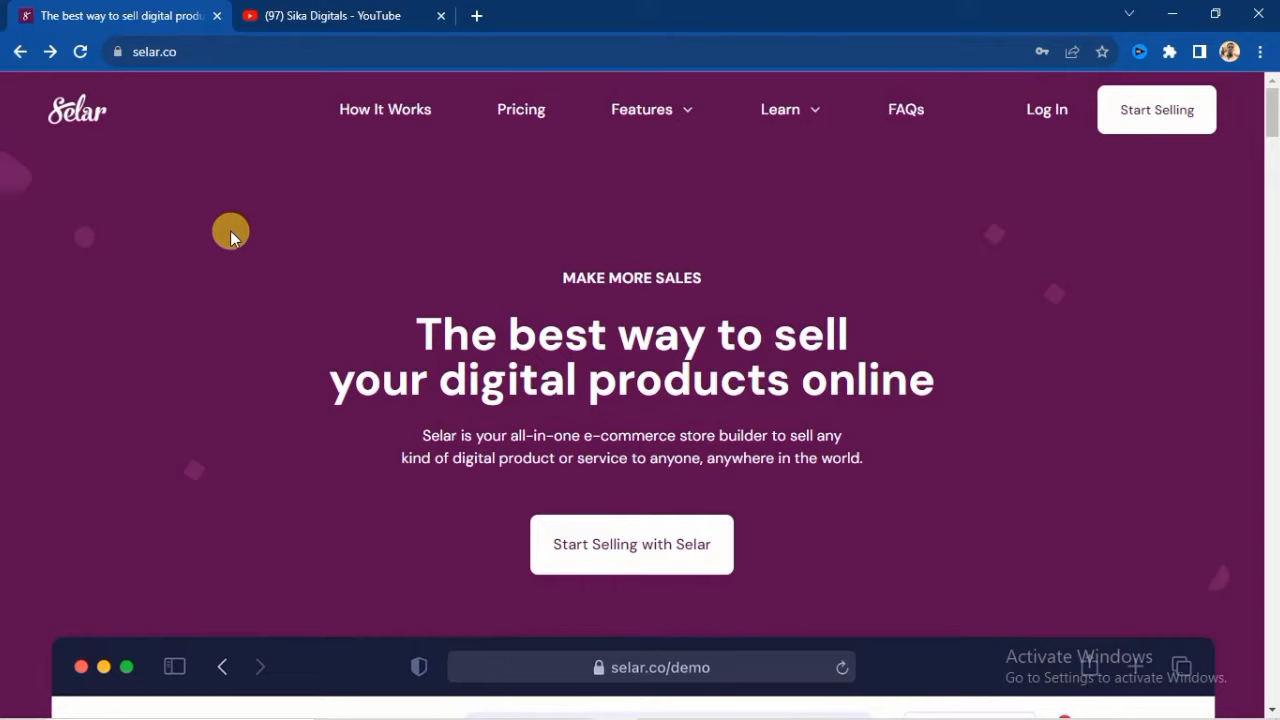 The best way to sell digital produ
(97) Sika Digitals - YouTube
selar.co
Selar
How It Works
Pricing
Features
Learn
FAQs
Log In
Start Selling
MAKE MORE SALES
The best way to sell
your digital products online
Selar is your all-in-one e-commerce store builder to sell any
kind of digital product or service to anyone, anywhere in the world.
Start Selling with Selar
selar.co/demo
Activate Windows
Go to Settings to activate Windows.